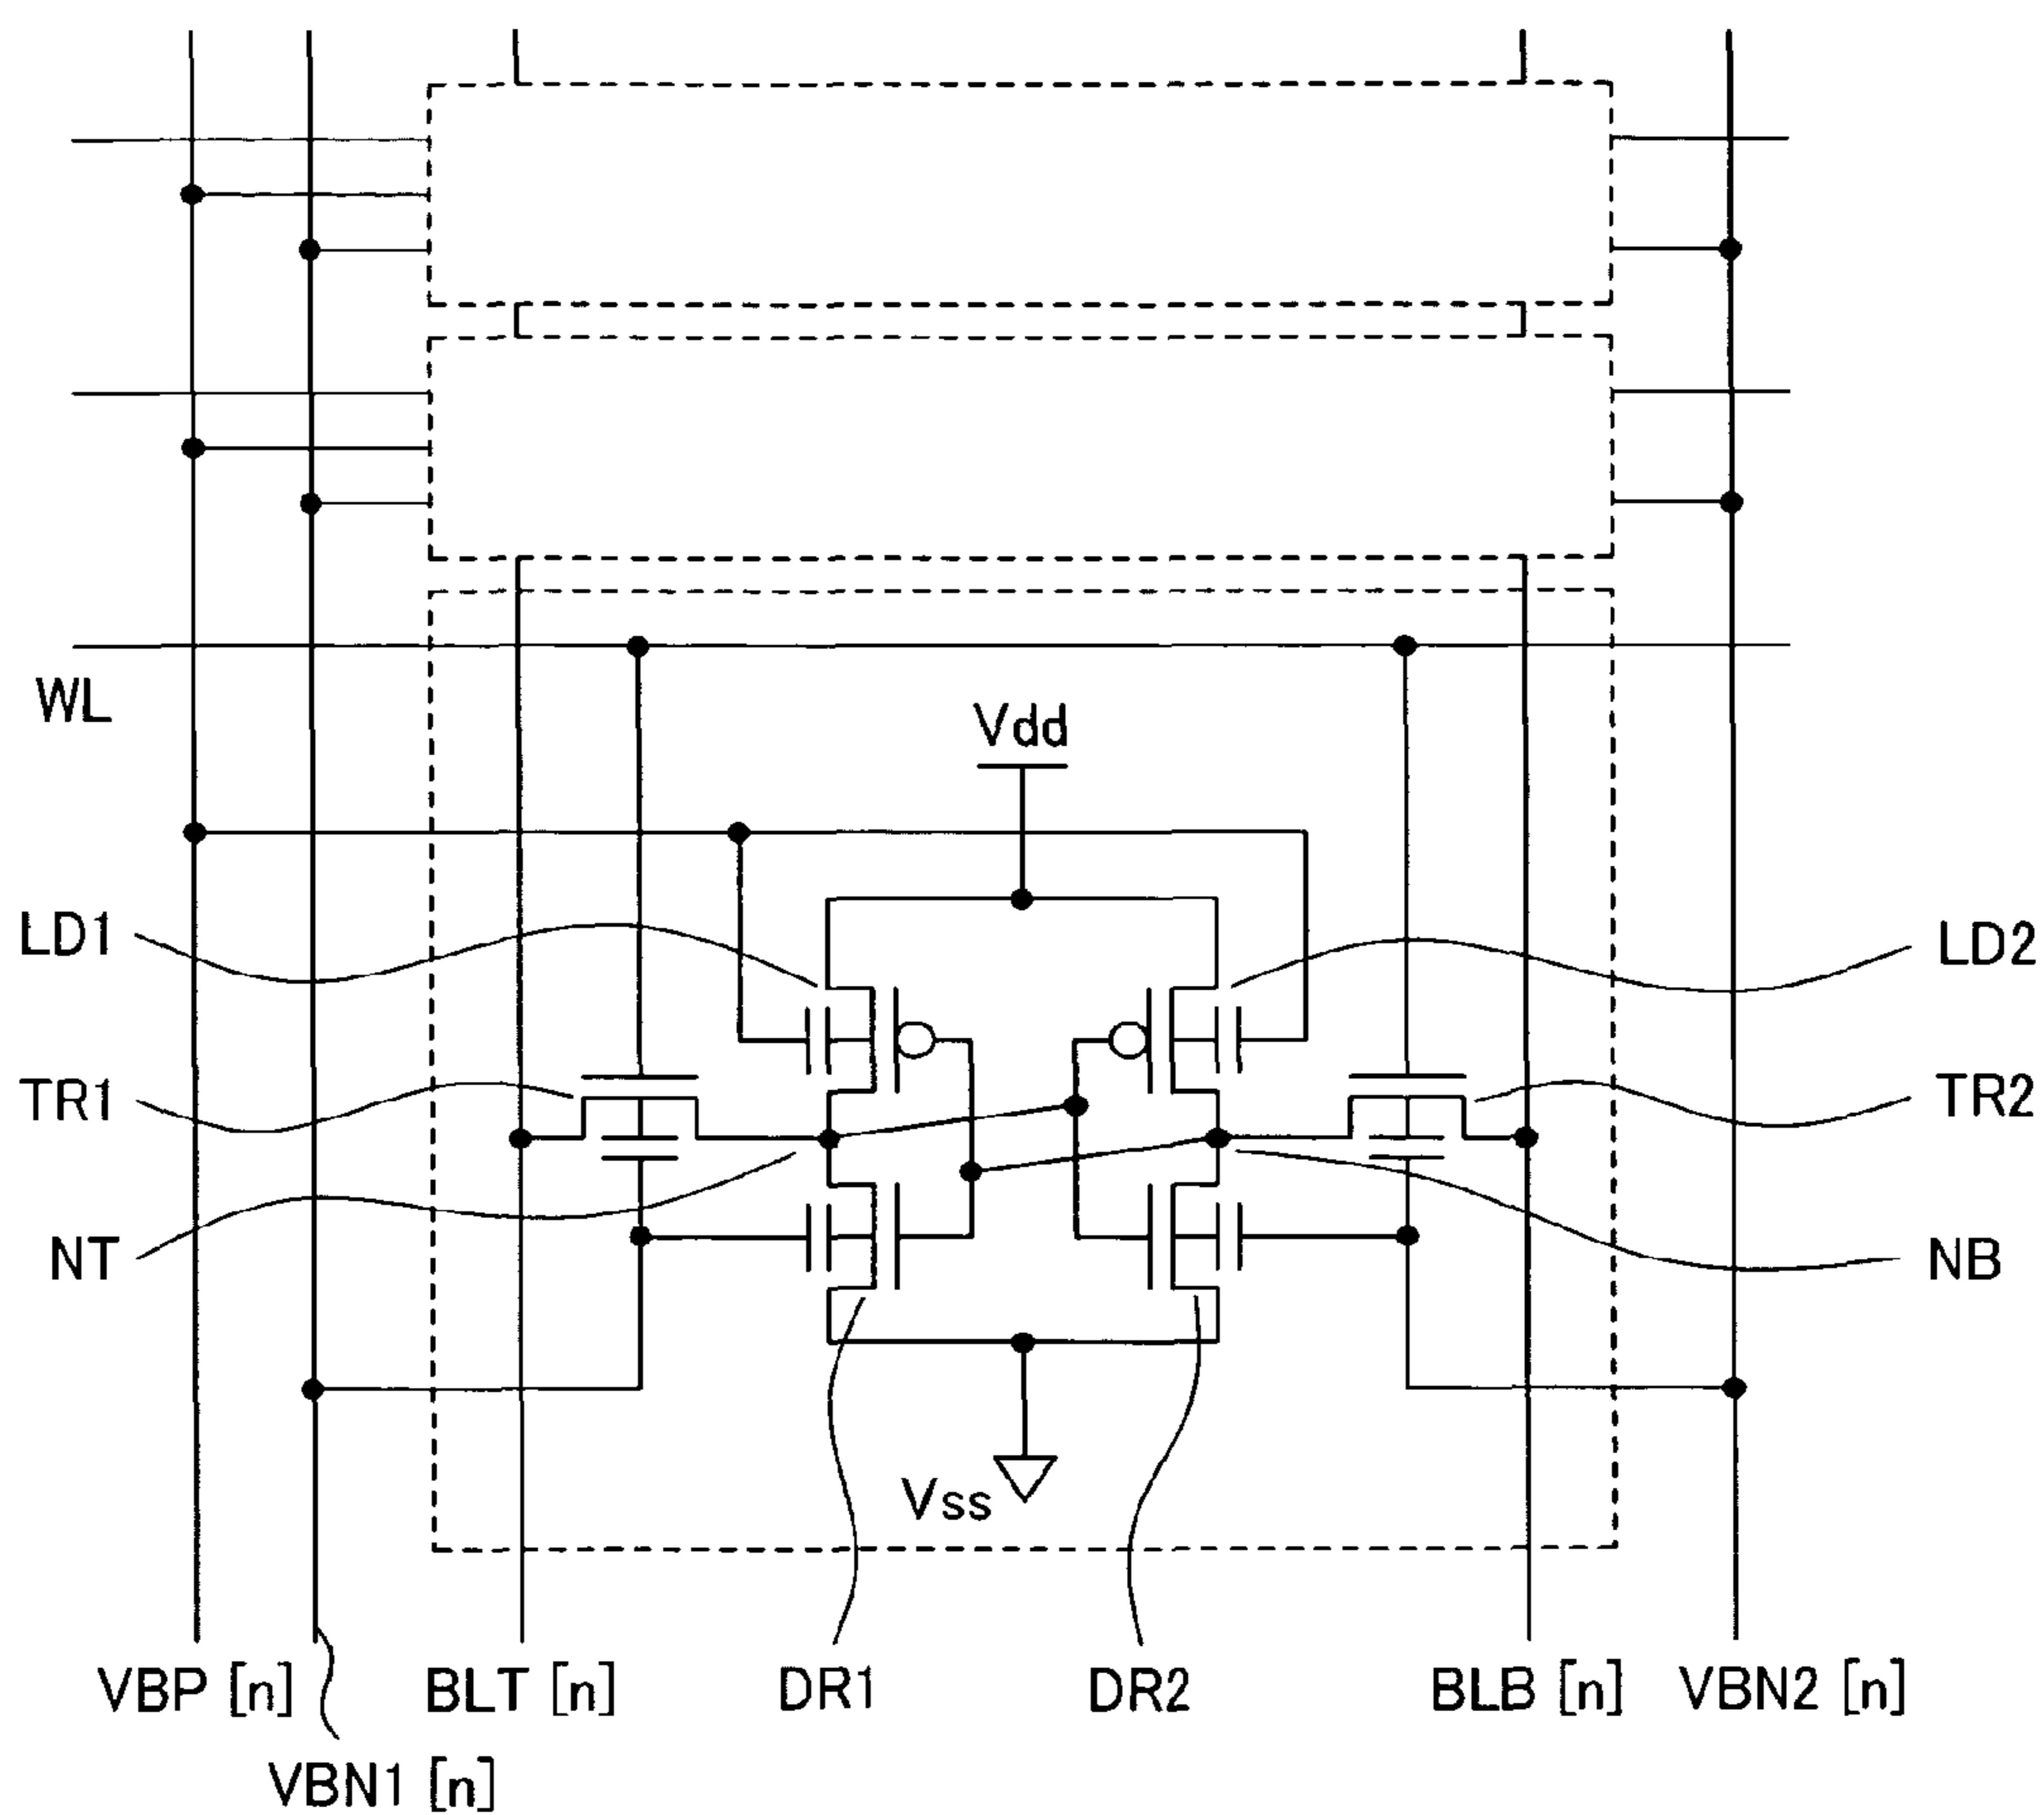 WL
Vdd
LD1
LD2
TR1
TR2
NT
NB
Vss
VBP [n]
BLT [n]
DR1
DR2
BLB [n]
VBN2 [n]
VBN1 [n]